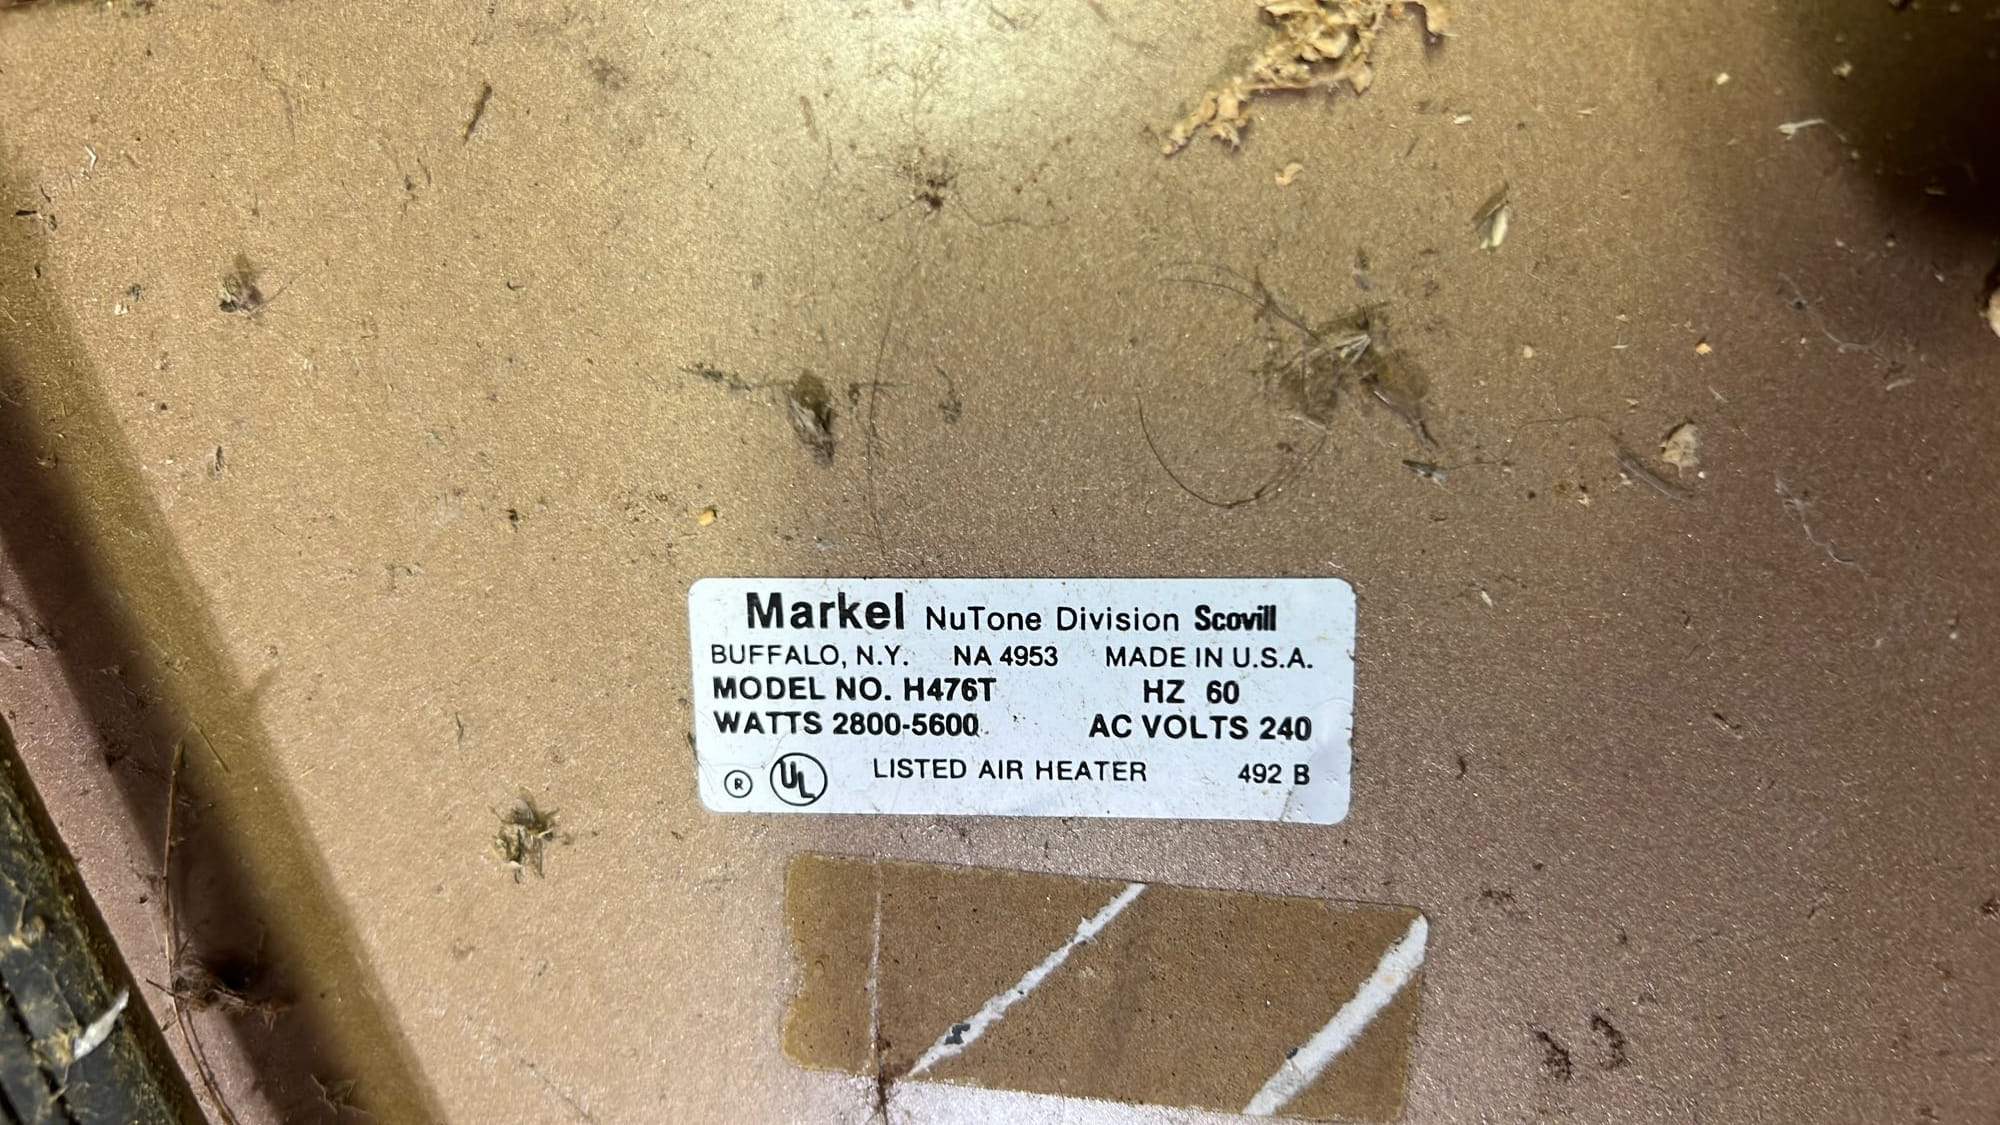 Markel NuTone Division Scovill
BUFFALO, N.Y. NA 4953 MADE IN U.S.A.
MODEL NO. H476T HZ 60
WATTS 2800-5600 AC VOLTS 240
® UL LISTED AIR HEATER 492 B